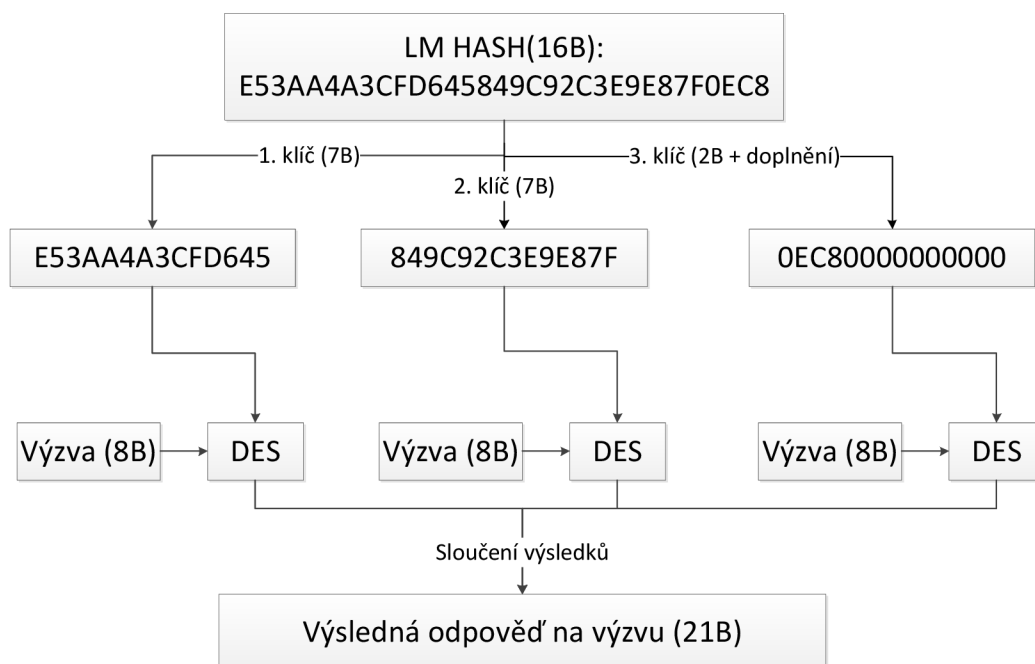 LM HASH(16B):
E53AA4A3CFD645849C92C3E9E87F0EC8
1. klíč (7B)
2. klíč (7B)
3. klíč (2B + doplnění)
E53AA4A3CFD645
849C92C3E9E87F
0EC80000000000
Výzva (8B)
DES
Výzva (8B)
DES
Výzva (8B)
DES
Sloučení výsledků
Výsledná odpověď na výzvu (21B)